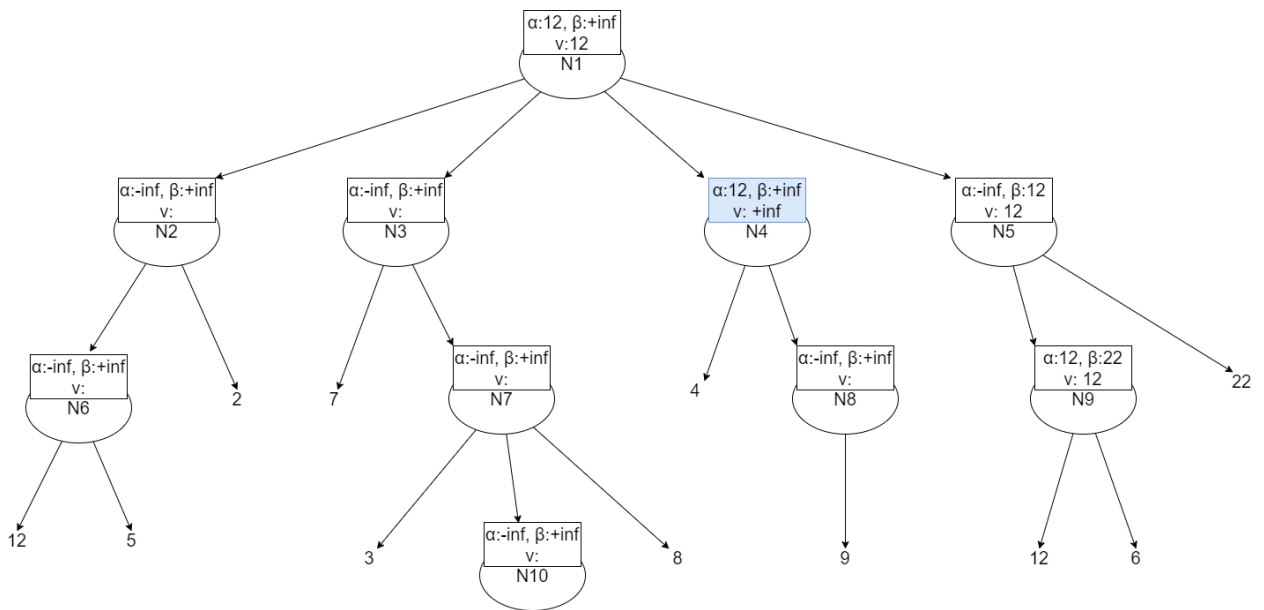 α:12, β:+inf
v:12
N1
α:-inf, β:+inf
v:
N2
α:-inf, β:+inf
v:
N3
α:12, β:+inf
v: +inf
N4
α:-inf, β:12
v: 12
N5
α:-inf, β:+inf
v:
N6
2
7
α:-inf, β:+inf
v:
N7
4
α:-inf, β:+inf
v:
N8
α:12, β:22
v: 12
N9
22
12
5
3
α:-inf, β:+inf
v:
N10
8
9
12
6